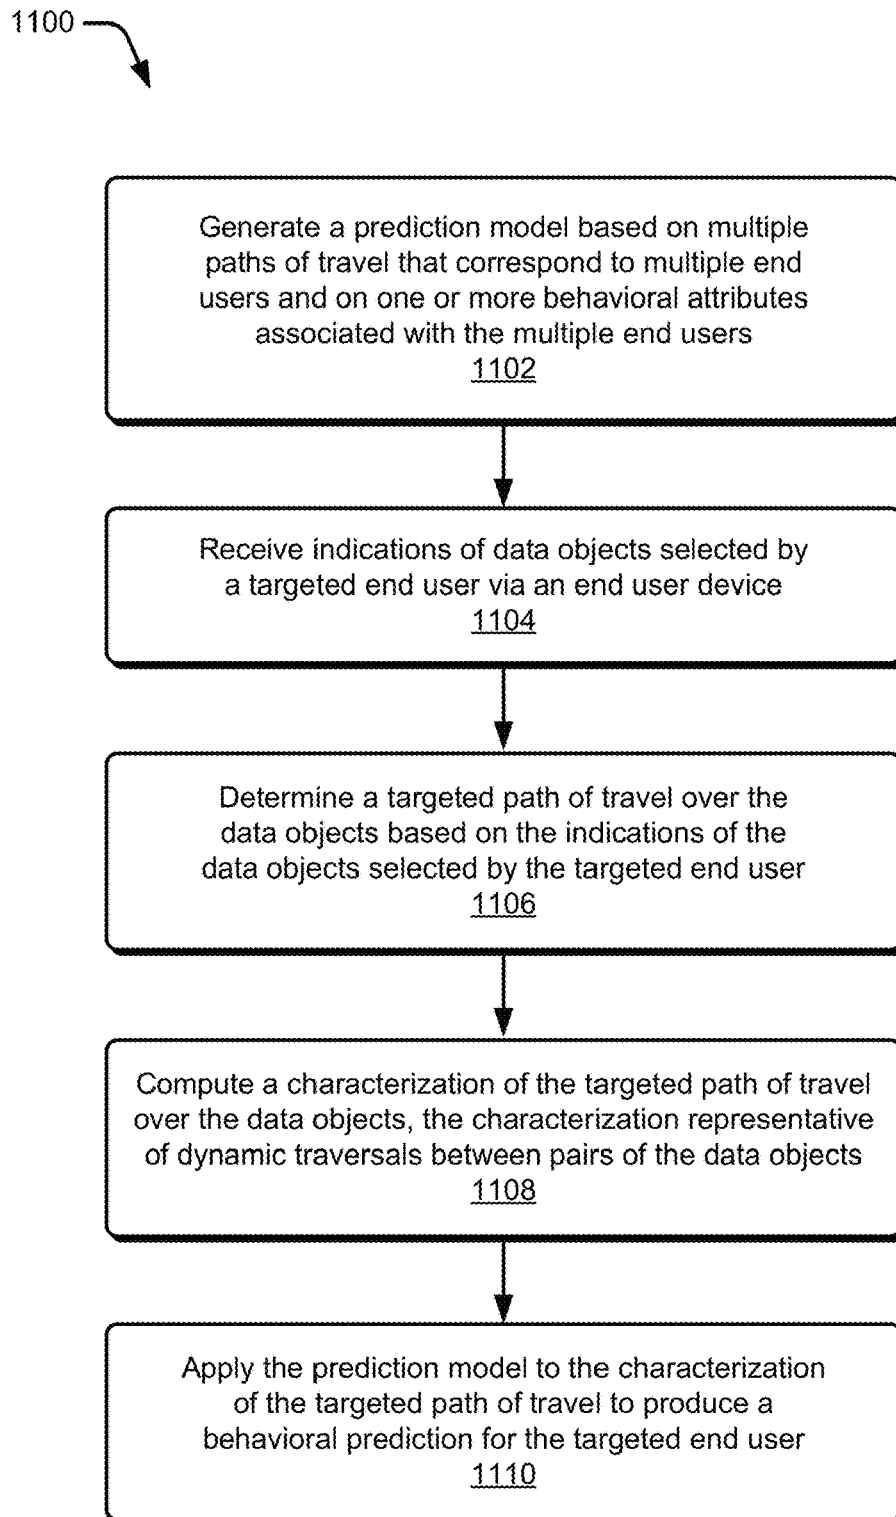 1100
Generate a prediction model based on multiple
paths of travel that correspond to multiple end
users and on one or more behavioral attributes
associated with the multiple end users
1102
Receive indications of data objects selected by
a targeted end user via an end user device
1104
Determine a targeted path of travel over the
data objects based on the indications of the
data objects selected by the targeted end user
1106
Compute a characterization of the targeted path of travel
over the data objects, the characterization representative
of dynamic traversals between pairs of the data objects
1108
Apply the prediction model to the characterization
of the targeted path of travel to produce a
behavioral prediction for the targeted end user
1110